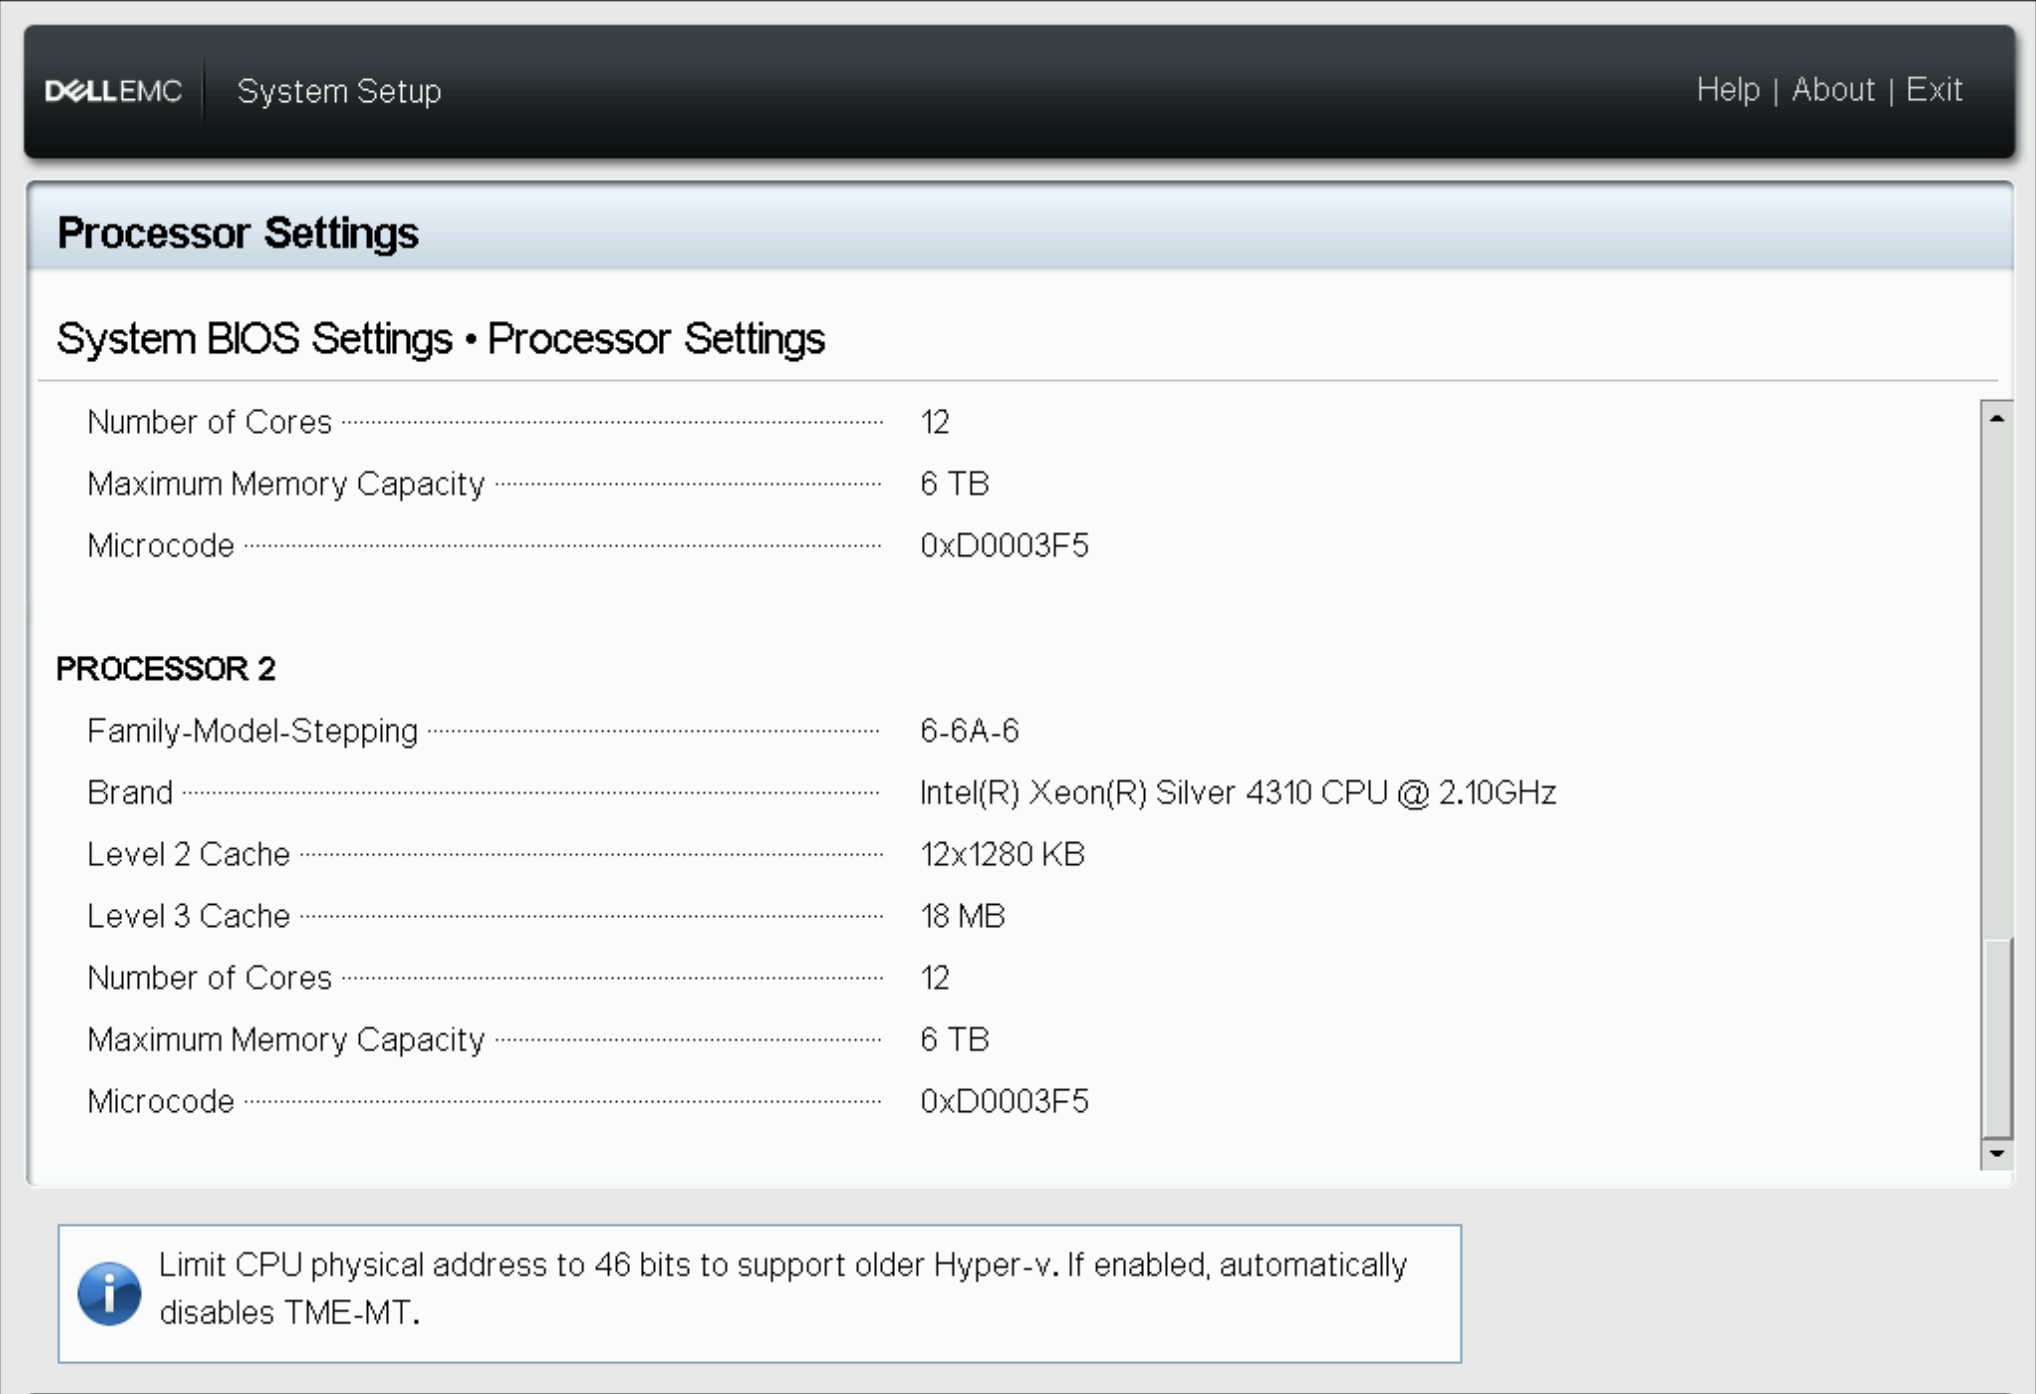 DELLEMC System Setup Help | About | Exit
Processor Settings
System BIOS Settings • Processor Settings
Number of Cores 12
Maximum Memory Capacity 6 TB
Microcode 0xD0003F5
PROCESSOR 2
Family-Model-Stepping 6-6A-6
Brand Intel(R) Xeon(R) Silver 4310 CPU @ 2.10GHz
Level 2 Cache 12x1280 KB
Level 3 Cache 18 MB
Number of Cores 12
Maximum Memory Capacity 6 TB
Microcode 0xD0003F5
Limit CPU physical address to 46 bits to support older Hyper-v. If enabled, automatically
disables TME-MT.